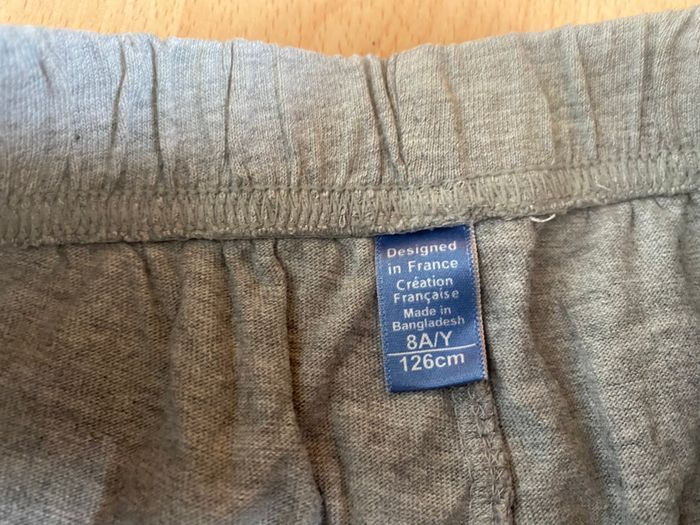 Designed
in France
Création
Française
Made in
Bangladesh
8A/Y
126cm